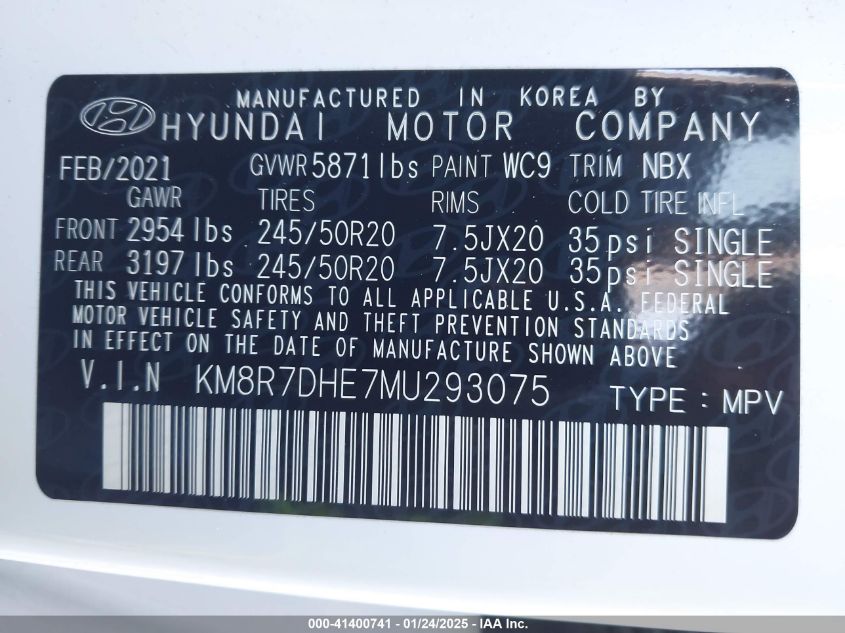 MANUFACTURED IN KOREA BY
HYUNDAI MOTOR COMPANY
FEB/2021 GVWR 5871lbs PAINT WC9 TRIM NBX
GAWR TIRES RIMS COLD TIRE INFL
FRONT 2954 lbs 245/50R20 7.5JX20 35psi SINGLE
REAR 3197 lbs 245/50R20 7.5JX20 35psi SINGLE
THIS VEHICLE CONFORMS TO ALL APPLICABLE U.S.A. FEDERAL
MOTOR VEHICLE SAFETY AND THEFT PREVENTION STANDARDS
IN EFFECT ON THE DATE OF MANUFACTURE SHOWN ABOVE
V.I.N KM8R7DHE7MU293075 TYPE : MPV
000-41400741 - 01/24/2025 - IAA Inc.